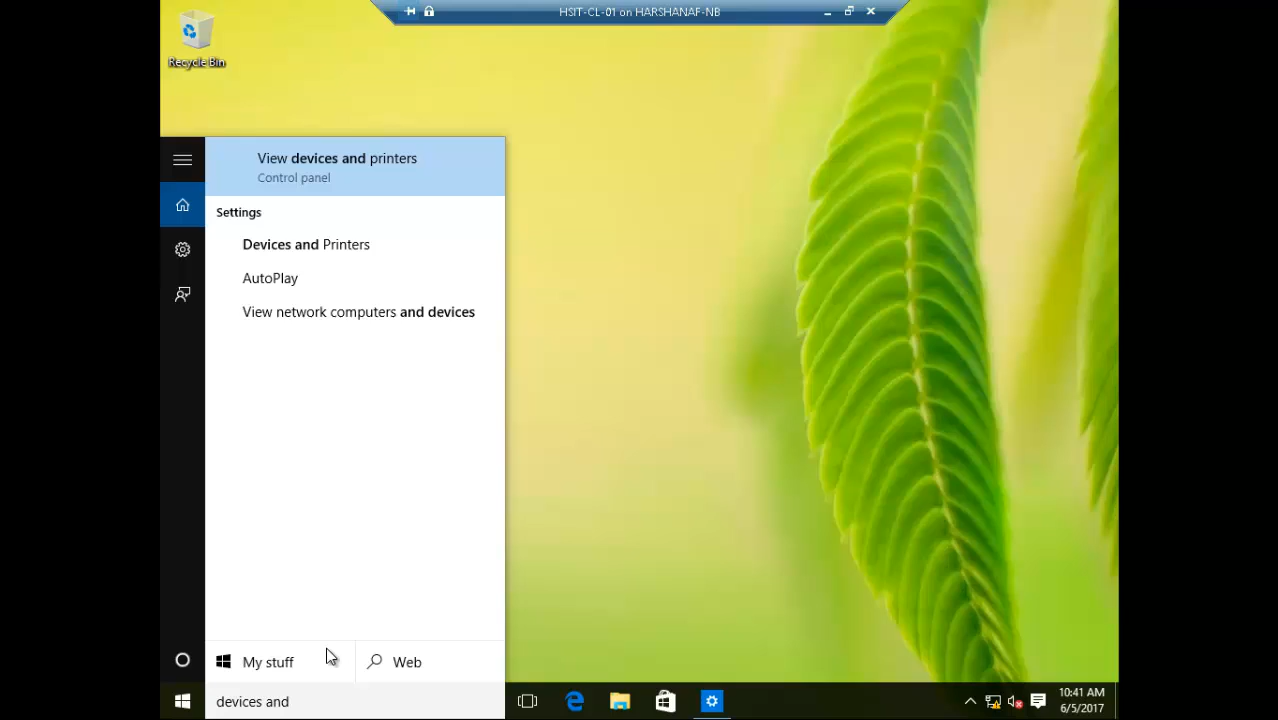 HSIT-CL-01 on HARSHANAF-NB
Recycle Bin
View devices and printers
Control panel
Settings
Devices and Printers
AutoPlay
View network computers and devices
My stuff
Web
devices and
10:41 AM
6/5/2017